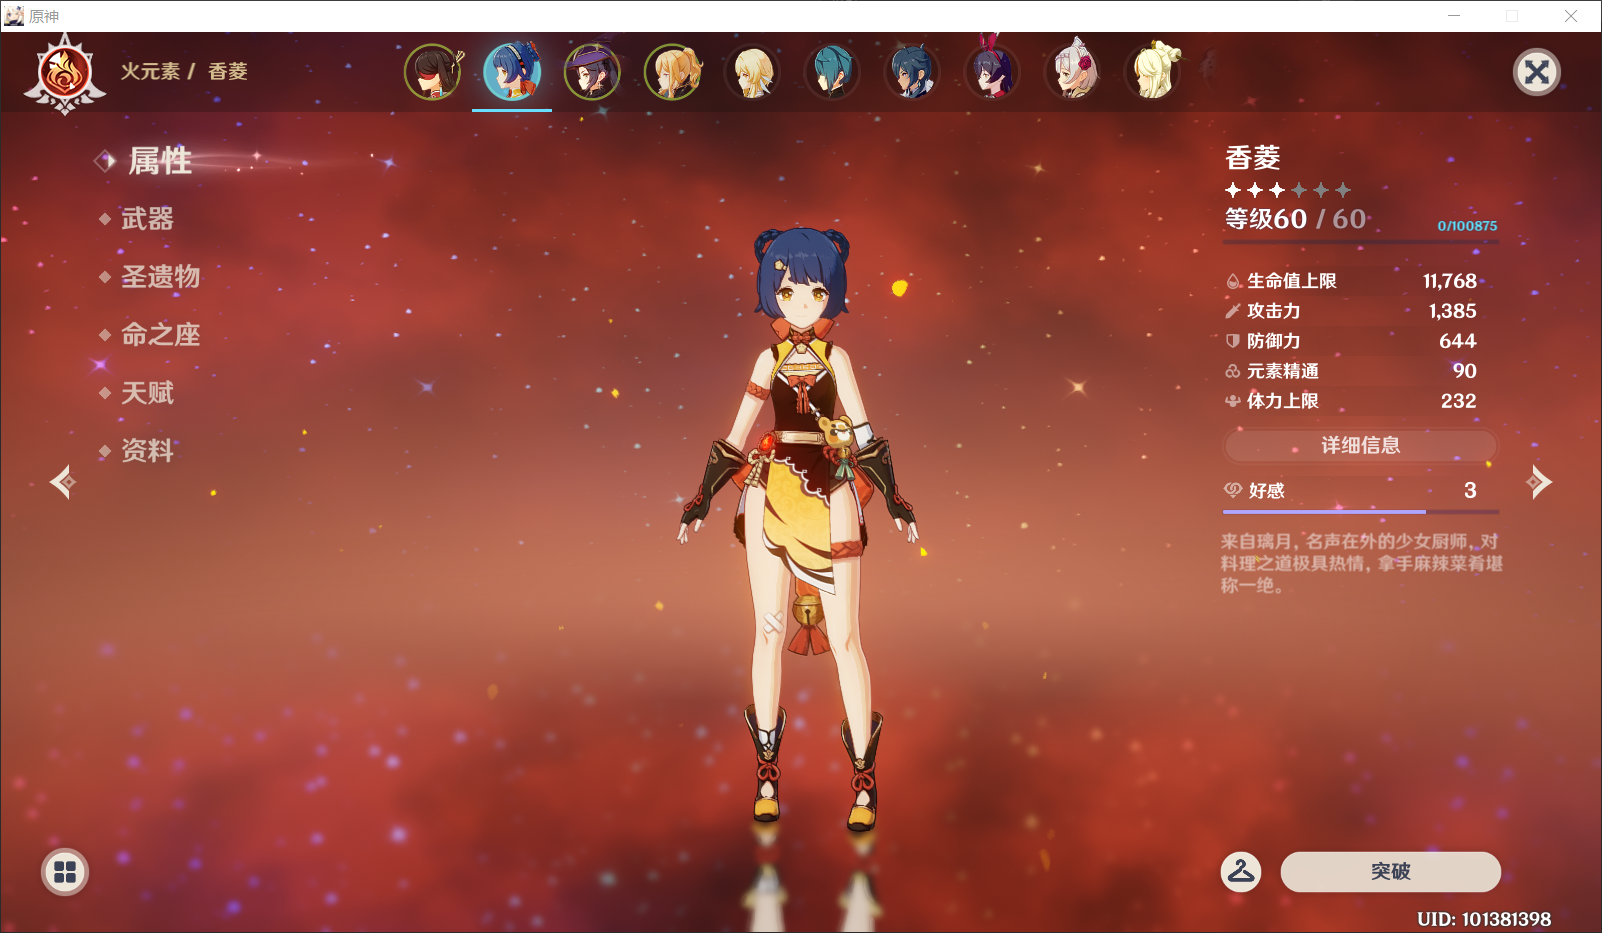 原神
火元素 / 香菱
属性
武器
圣遗物
命之座
天赋
资料
香菱
等级60 / 60
0/100875
生命值上限 11,768
攻击力 1,385
防御力 644
元素精通 90
体力上限 232
详细信息
好感 3
来自璃月，名声在外的少女厨师，对
料理之道极具热情，拿手麻辣菜肴堪
称一绝。
突破
UID: 101381398